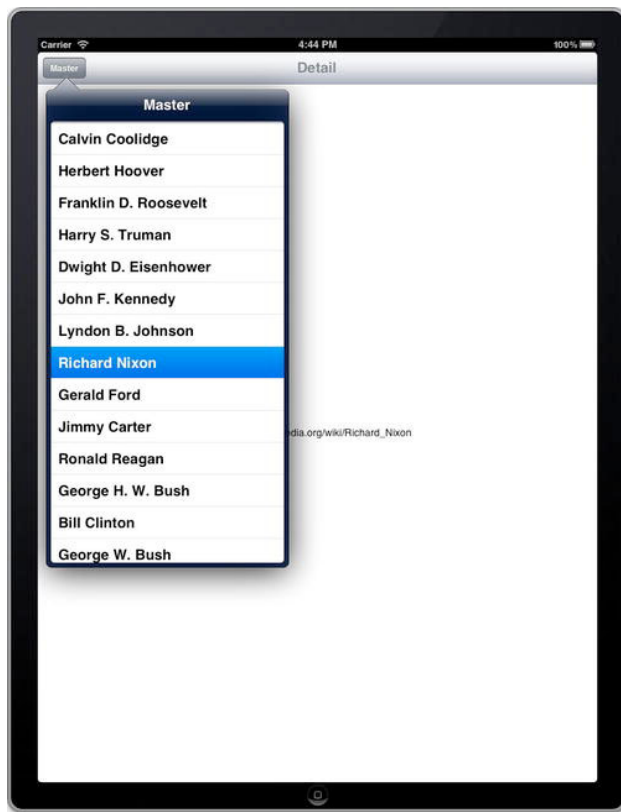 Carrier 4:44 PM 100%
Master Detail
Master
Calvin Coolidge
Herbert Hoover
Franklin D. Roosevelt
Harry S. Truman
Dwight D. Eisenhower
John F. Kennedy
Lyndon B. Johnson
Richard Nixon
Gerald Ford
Jimmy Carter
edia.org/wiki/Richard_Nixon
Ronald Reagan
George H. W. Bush
Bill Clinton
George W. Bush